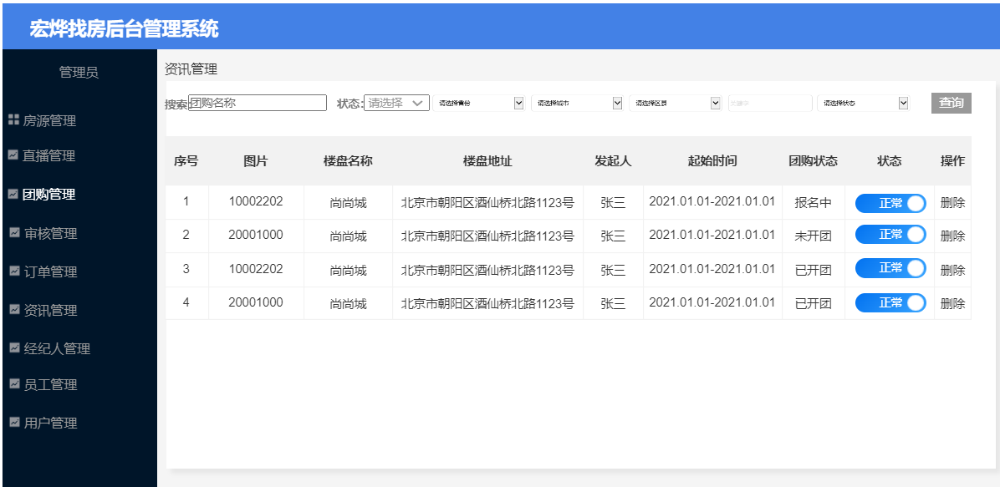 宏烨找房后台管理系统
管理员
房源管理
直播管理
团购管理
审核管理
订单管理
资讯管理
经纪人管理
员工管理
用户管理
资讯管理
搜索: 团购名称 状态: 请选择 请选择省份 请选择城市 请选择区县 关键字 请选择状态 查询
序号 图片 楼盘名称 楼盘地址 发起人 起始时间 团购状态 状态 操作
1 10002202 尚尚城 北京市朝阳区酒仙桥北路1123号 张三 2021.01.01-2021.01.01 报名中 正常 删除
2 20001000 尚尚城 北京市朝阳区酒仙桥北路1123号 张三 2021.01.01-2021.01.01 未开团 正常 删除
3 10002202 尚尚城 北京市朝阳区酒仙桥北路1123号 张三 2021.01.01-2021.01.01 已开团 正常 删除
4 20001000 尚尚城 北京市朝阳区酒仙桥北路1123号 张三 2021.01.01-2021.01.01 已开团 正常 删除